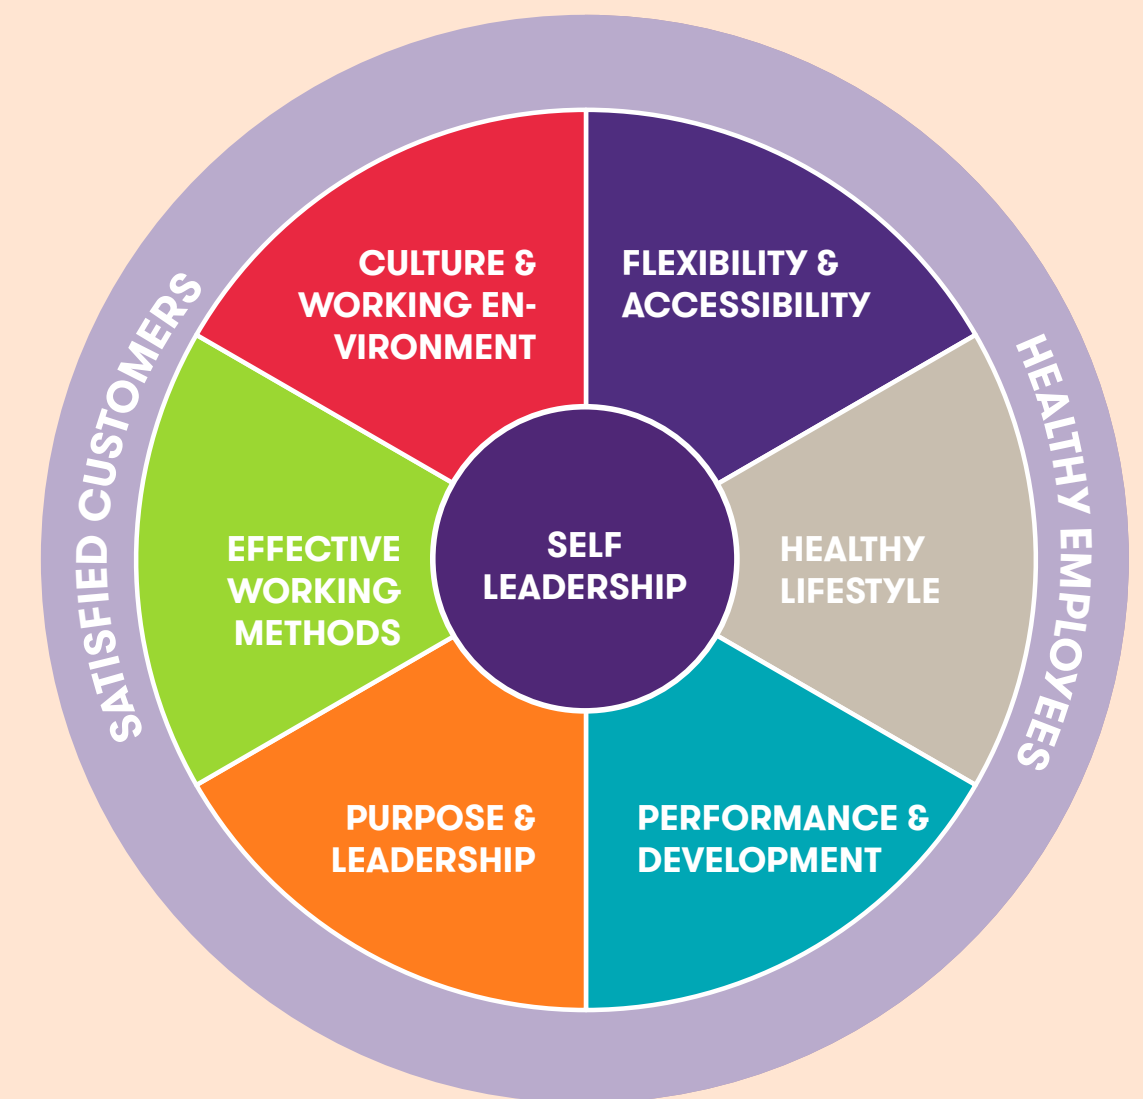 CULTURE &
WORKING EN-
VIRONMENT
FLEXIBILITY &
ACCESSIBILITY
SATISFIED CUSTOMERS
EFFECTIVE
WORKING
METHODS
SELF
LEADERSHIP
HEALTHY
LIFESTYLE
HEALTHY EMPLOYEES
PURPOSE &
LEADERSHIP
PERFORMANCE &
DEVELOPMENT